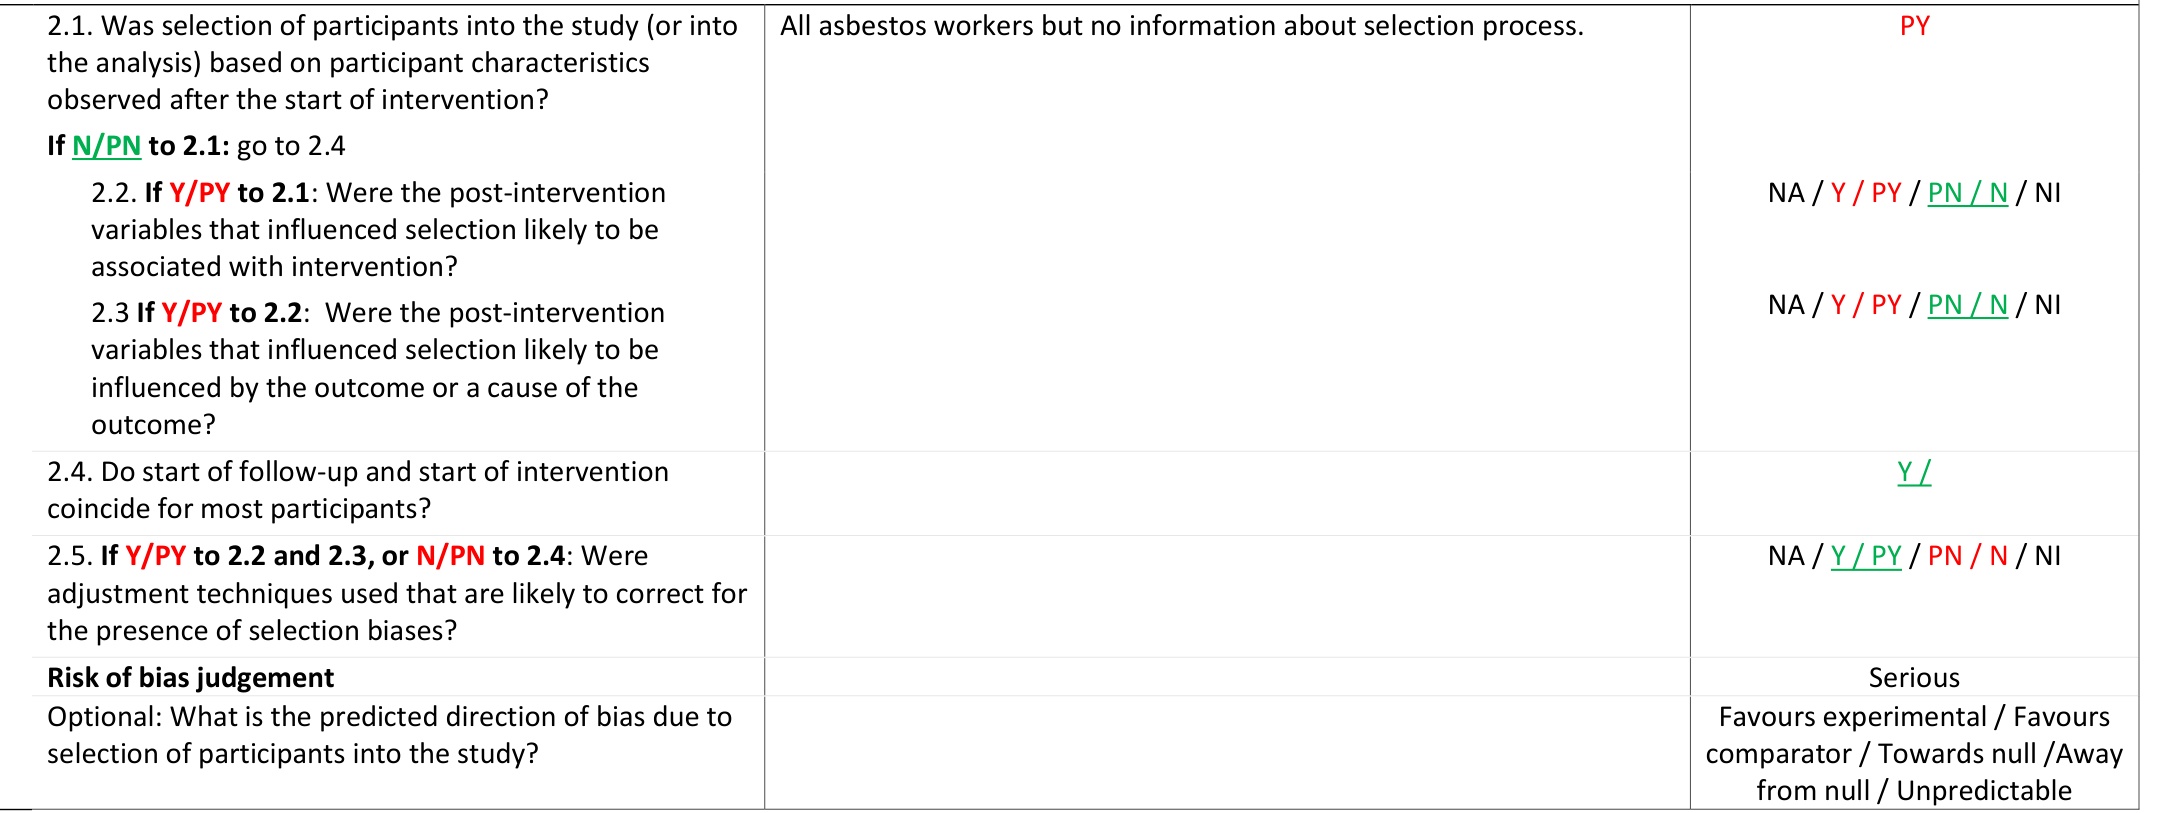 2.1. Was selection of participants into the study (or into
the analysis) based on participant characteristics
observed after the start of intervention?
All asbestos workers but no information about selection process.
PY
If N/PN to 2.1: go to 2.4
2.2. If Y/PY to 2.1: Were the post-intervention
variables that influenced selection likely to be
associated with intervention?
NA / Y / PY / PN / N / NI
2.3 If Y/PY to 2.2:  Were the post-intervention
variables that influenced selection likely to be
influenced by the outcome or a cause of the
outcome?
NA / Y / PY / PN / N / NI
2.4. Do start of follow-up and start of intervention
coincide for most participants?
Y /
2.5. If Y/PY to 2.2 and 2.3, or N/PN to 2.4: Were
adjustment techniques used that are likely to correct for
the presence of selection biases?
NA / Y / PY / PN / N / NI
Risk of bias judgement
Serious
Optional: What is the predicted direction of bias due to
selection of participants into the study?
Favours experimental / Favours
comparator / Towards null /Away
from null / Unpredictable